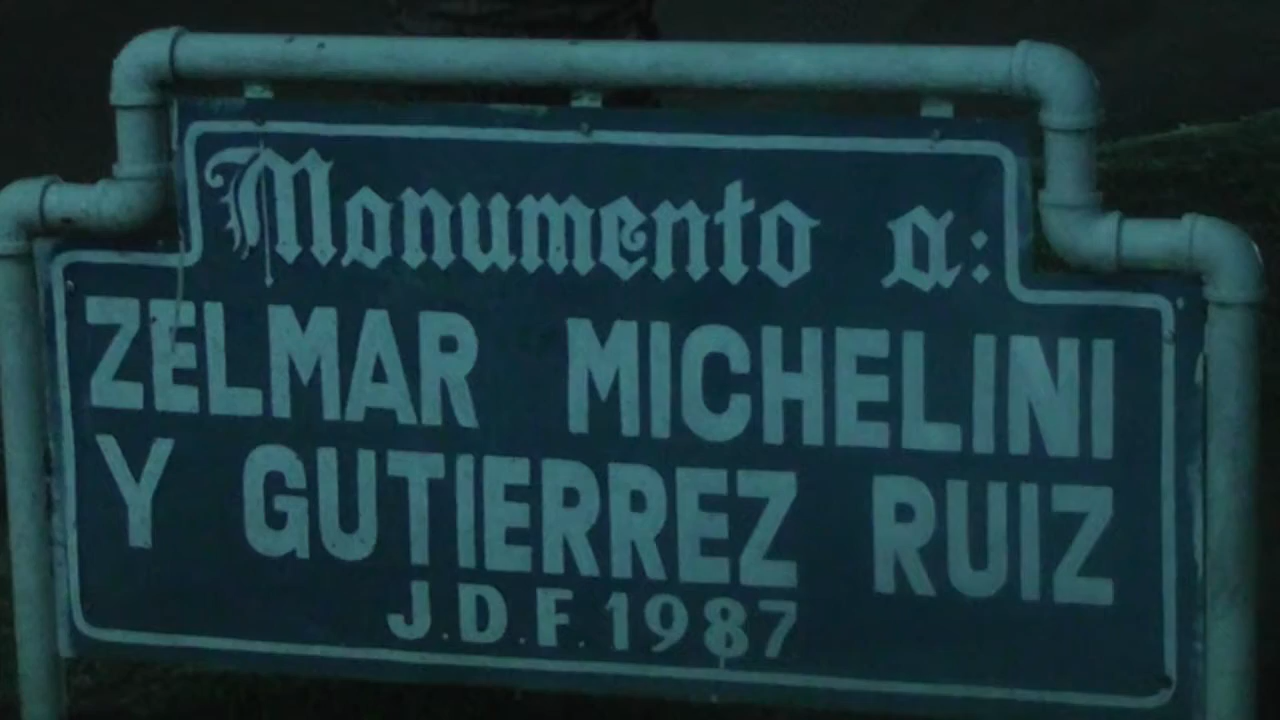 Monumento a:
ZELMAR MICHELINI
Y GUTIERREZ RUIZ
J.D.F. 1987